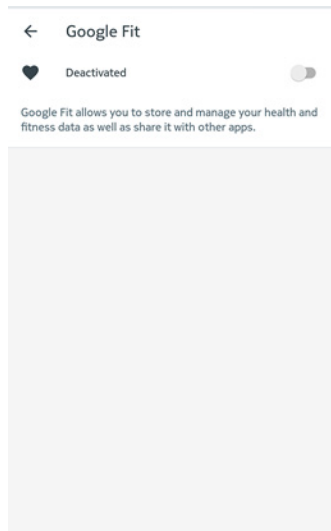 Google Fit
Deactivated
Google Fit allows you to store and manage your health and
fitness data as well as share it with other apps.